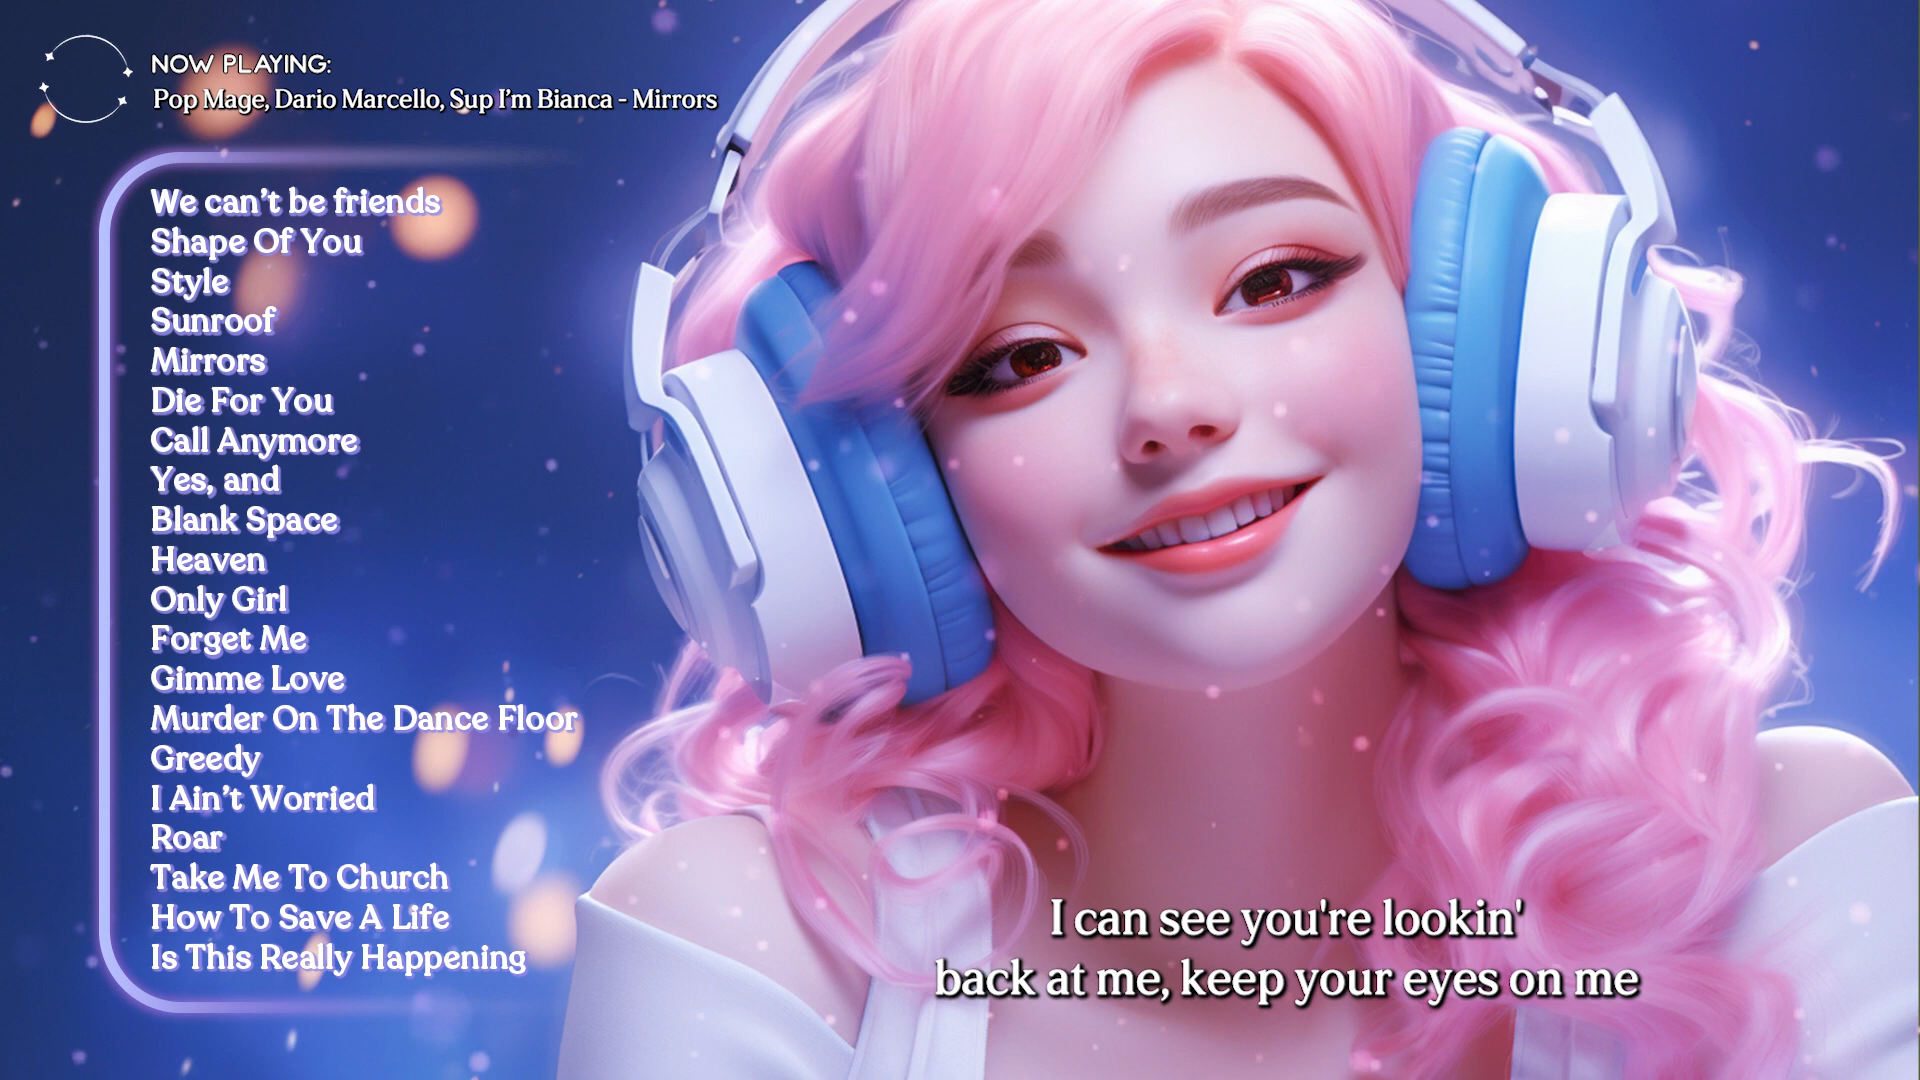 NOW PLAYING:
Pop Mage, Dario Marcello, Sup I'm Bianca - Mirrors
We can't be friends
Shape Of You
Style
Sunroof
Mirrors
Die For You
Call Anymore
Yes, and
Blank Space
Heaven
Only Girl
Forget Me
Gimme Love
Murder On The Dance Floor
Greedy
I Ain't Worried
Roar
Take Me To Church
How To Save A Life
Is This Really Happening
I can see you're lookin'
back at me, keep your eyes on me